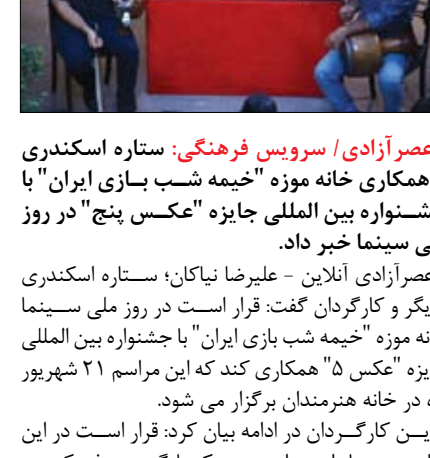 عصرآزادی/ سرویس فرهنگی: ستاره اسکندری
همکاری خانه موزه "خیمه شب بازی ایران" با
شنواره بین المللی جایزه "عکس پنج" در روز
ی سینما خبر داد.
عصرآزادی آنلاین - علیرضا نیاکان؛ ستاره اسکندری
یگر و کارگردان گفت: قرار است در روز ملی سینما
نه موزه "خیمه شب بازی ایران" با جشنواره بین المللی
یزه "عکس ۵" همکاری کند که این مراسم ۲۱ شهریور
ه در خانه هنرمندان برگزار می شود.
یـن کارگـردان در ادامه بیان کرد: قرار است در این